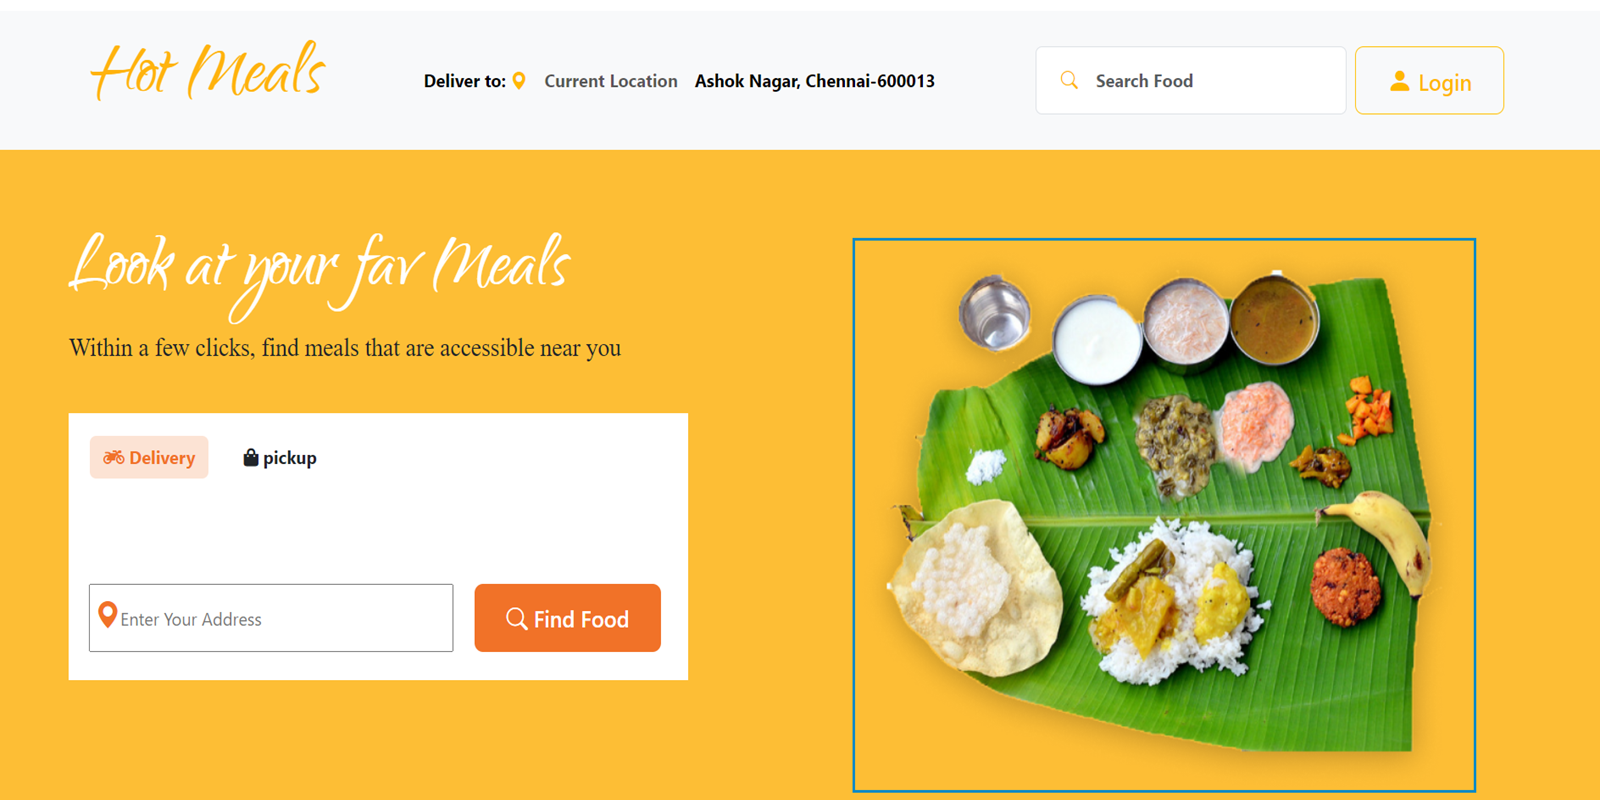 Hot Meals
Deliver to: Current Location Ashok Nagar, Chennai-600013
Search Food
Login
Look at your fav Meals
Within a few clicks, find meals that are accessible near you
Delivery
pickup
Enter Your Address
Find Food